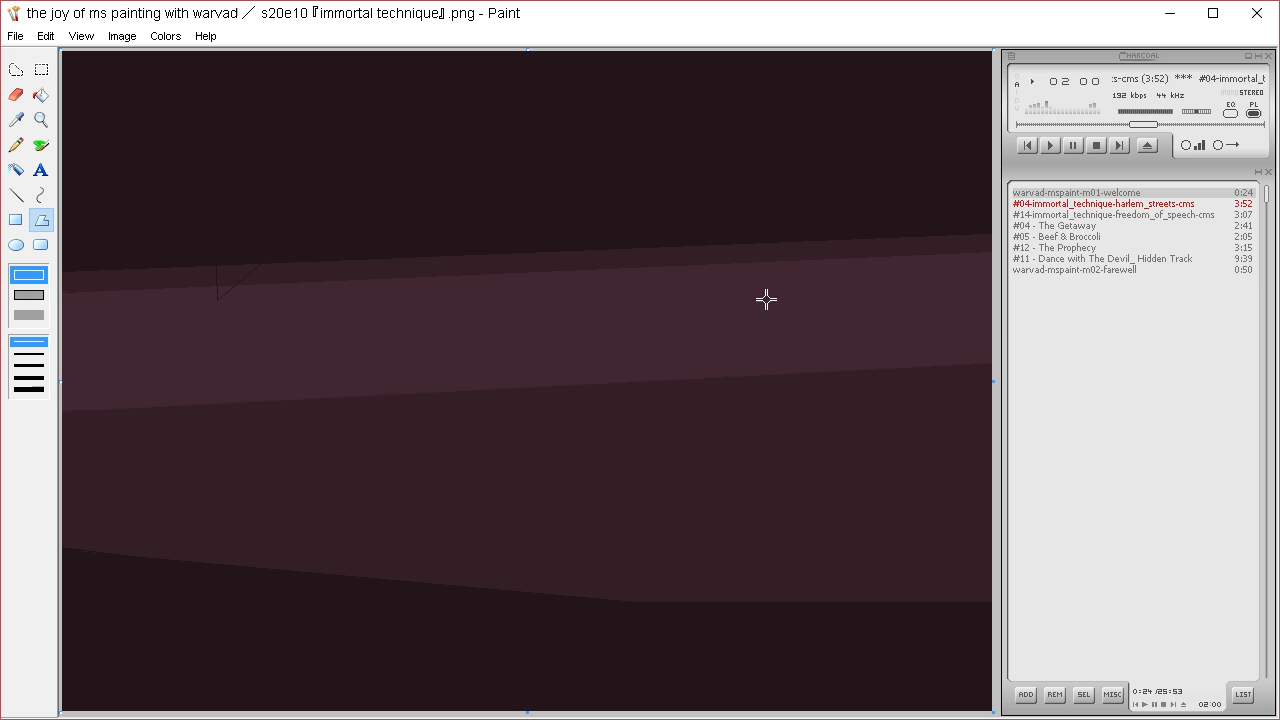 the joy of ms painting with warvad ／ s20e10『immortal technique』.png - Paint
File Edit View Image Colors Help
CHARCOAL
02 00 :s-cms (3:52) *** #04-immortal_t
192 kbps 44 kHz STEREO
EQ PL
warvad-mspaint-m01-welcome 0:24
#04-immortal_technique-harlem_streets-cms 3:52
#14-immortal_technique-freedom_of_speech-cms 3:07
#04 - The Getaway 2:41
#05 - Beef & Broccoli 2:05
#12 - The Prophecy 3:15
#11 - Dance with The Devil_ Hidden Track 9:39
warvad-mspaint-m02-farewell 0:50
ADD REM SEL MISC 0:24/25:53 LIST
02:00